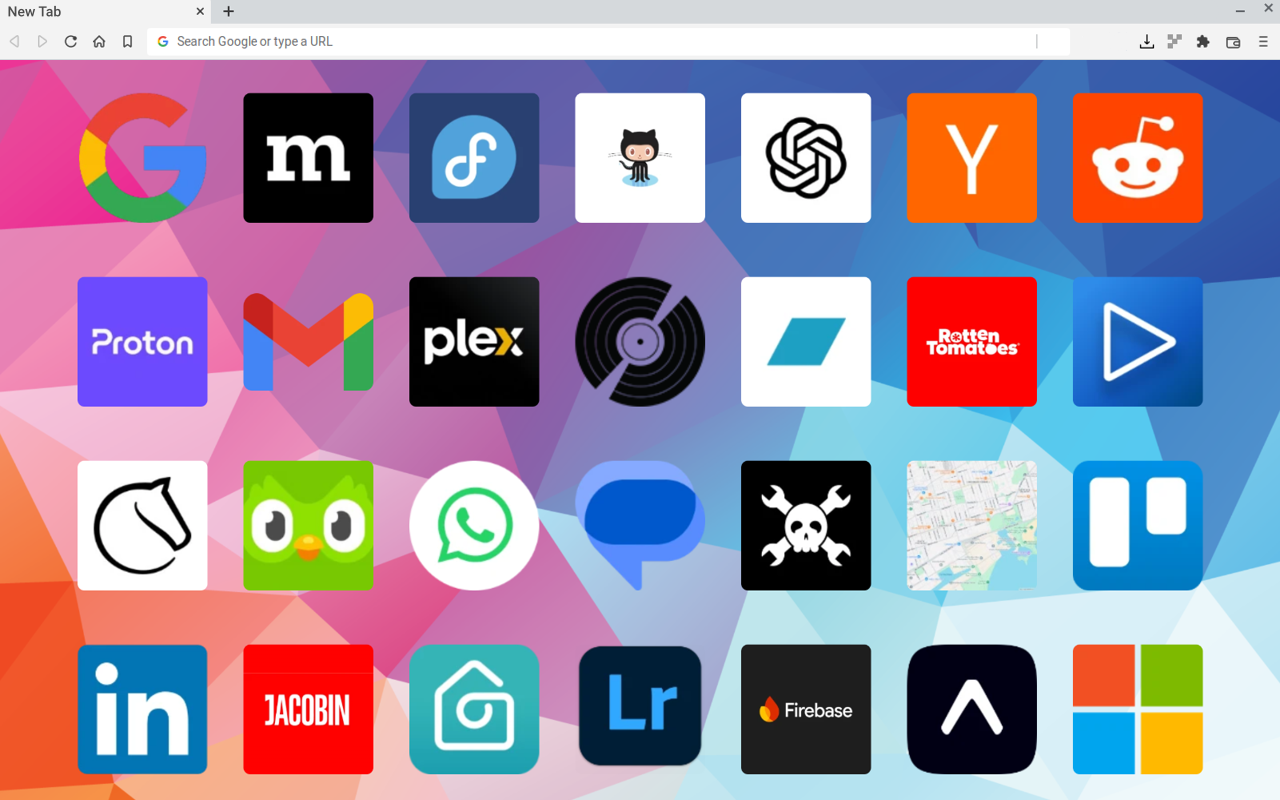 New Tab
Search Google or type a URL
m
Y
Proton
plex
Rotten
Tomatoes
in
JACOBIN
Lr
Firebase